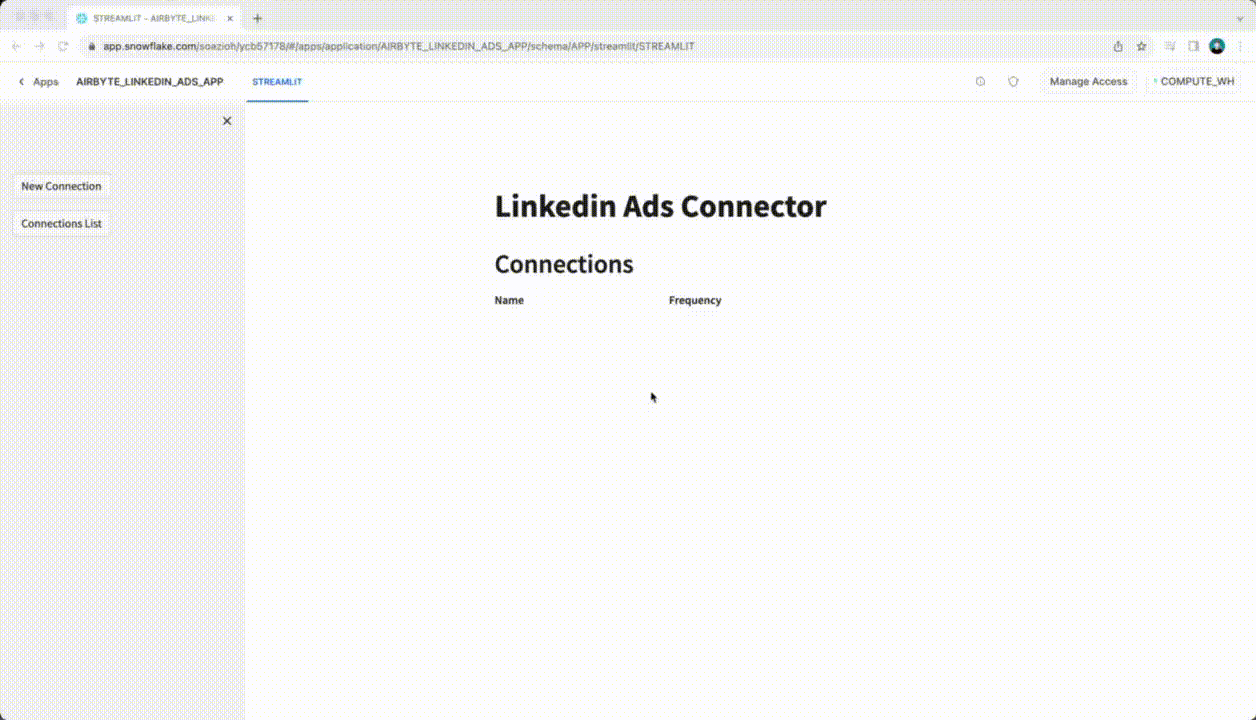 STREAMLIT - AIRBYTE_LINKE
app.snowflake.com/soazioh/ycb57178/#/apps/application/AIRBYTE_LINKEDIN_ADS_APP/schema/APP/streamlit/STREAMLIT
Apps AIRBYTE_LINKEDIN_ADS_APP STREAMLIT Manage Access COMPUTE_WH
New Connection
Connections List
Linkedin Ads Connector
Connections
Name Frequency